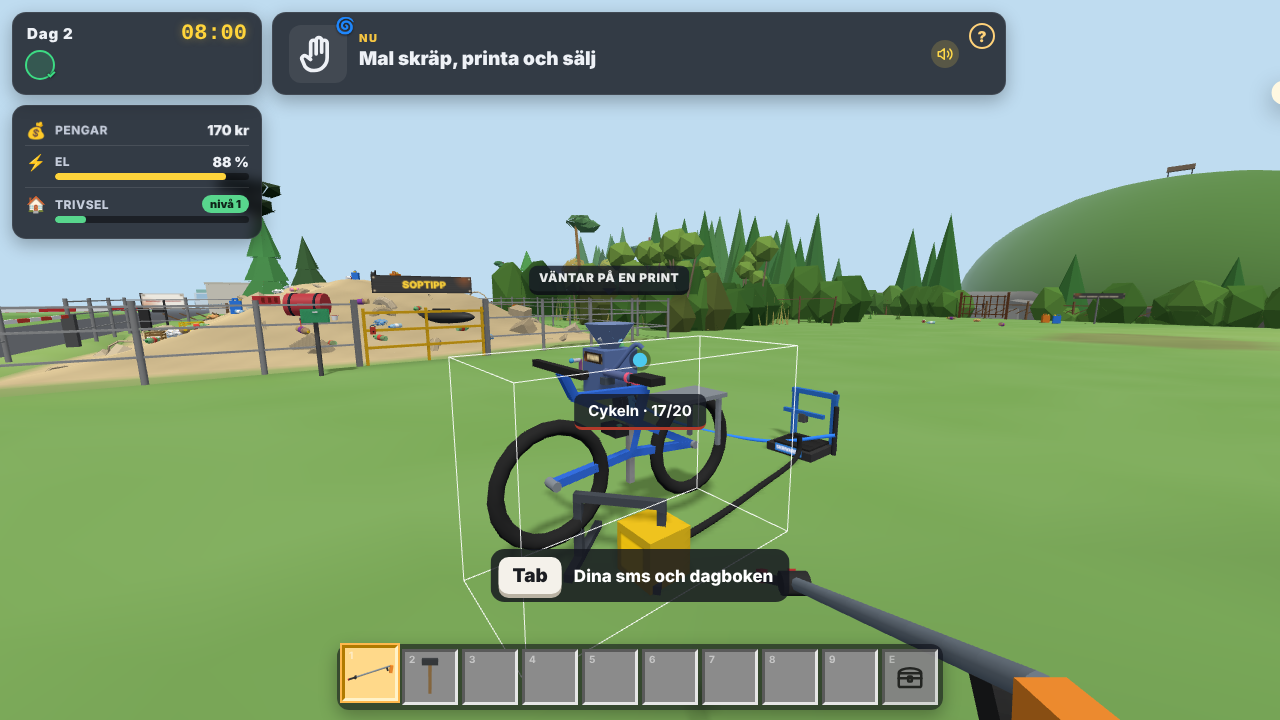 Dag 2
08:00
NU
Mal skräp, printa och sälj
?
PENGAR
170 kr
EL
88 %
TRIVSEL
nivå 1
SOPTIPP
VÄNTAR PÅ EN PRINT
Cykeln · 17/20
Tab
Dina sms och dagboken
1
2
3
4
5
6
7
8
9
E